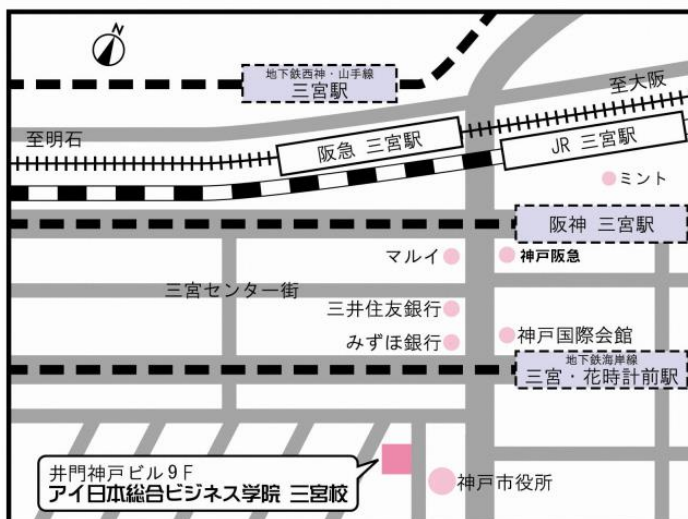 N
地下鉄西神・山手線
三宮駅
至大阪
至明石
阪急 三宮駅
JR 三宮駅
ミント
阪神 三宮駅
マルイ
神戸阪急
三宮センター街
三井住友銀行
みずほ銀行
神戸国際会館
地下鉄海岸線
三宮・花時計前駅
井門神戸ビル9F
アイ日本総合ビジネス学院 三宮校
神戸市役所